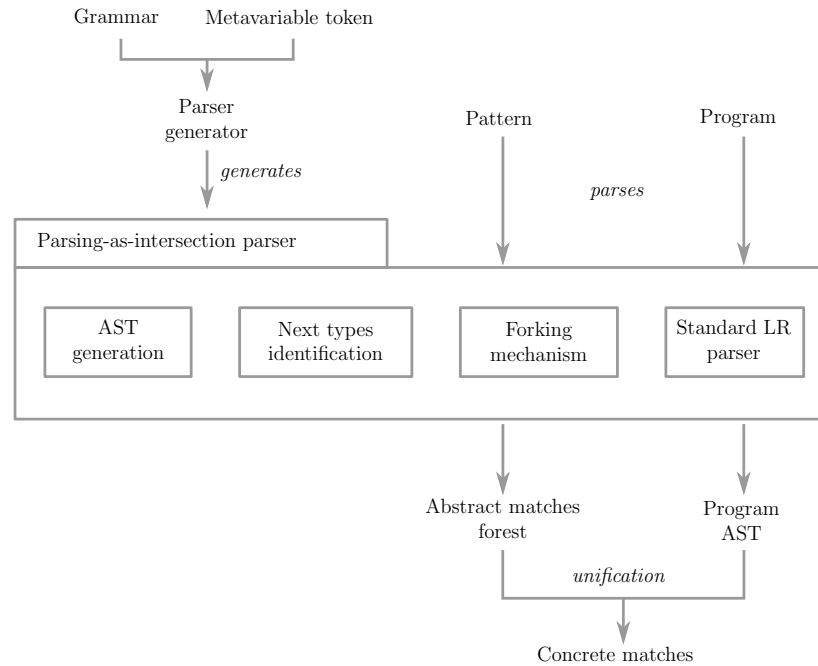 Grammar
Metavariable token
Parser
generator
Pattern
Program
generates
parses
Parsing-as-intersection parser
AST
generation
Next types
identification
Forking
mechanism
Standard LR
parser
Abstract matches
forest
Program
AST
unification
Concrete matches